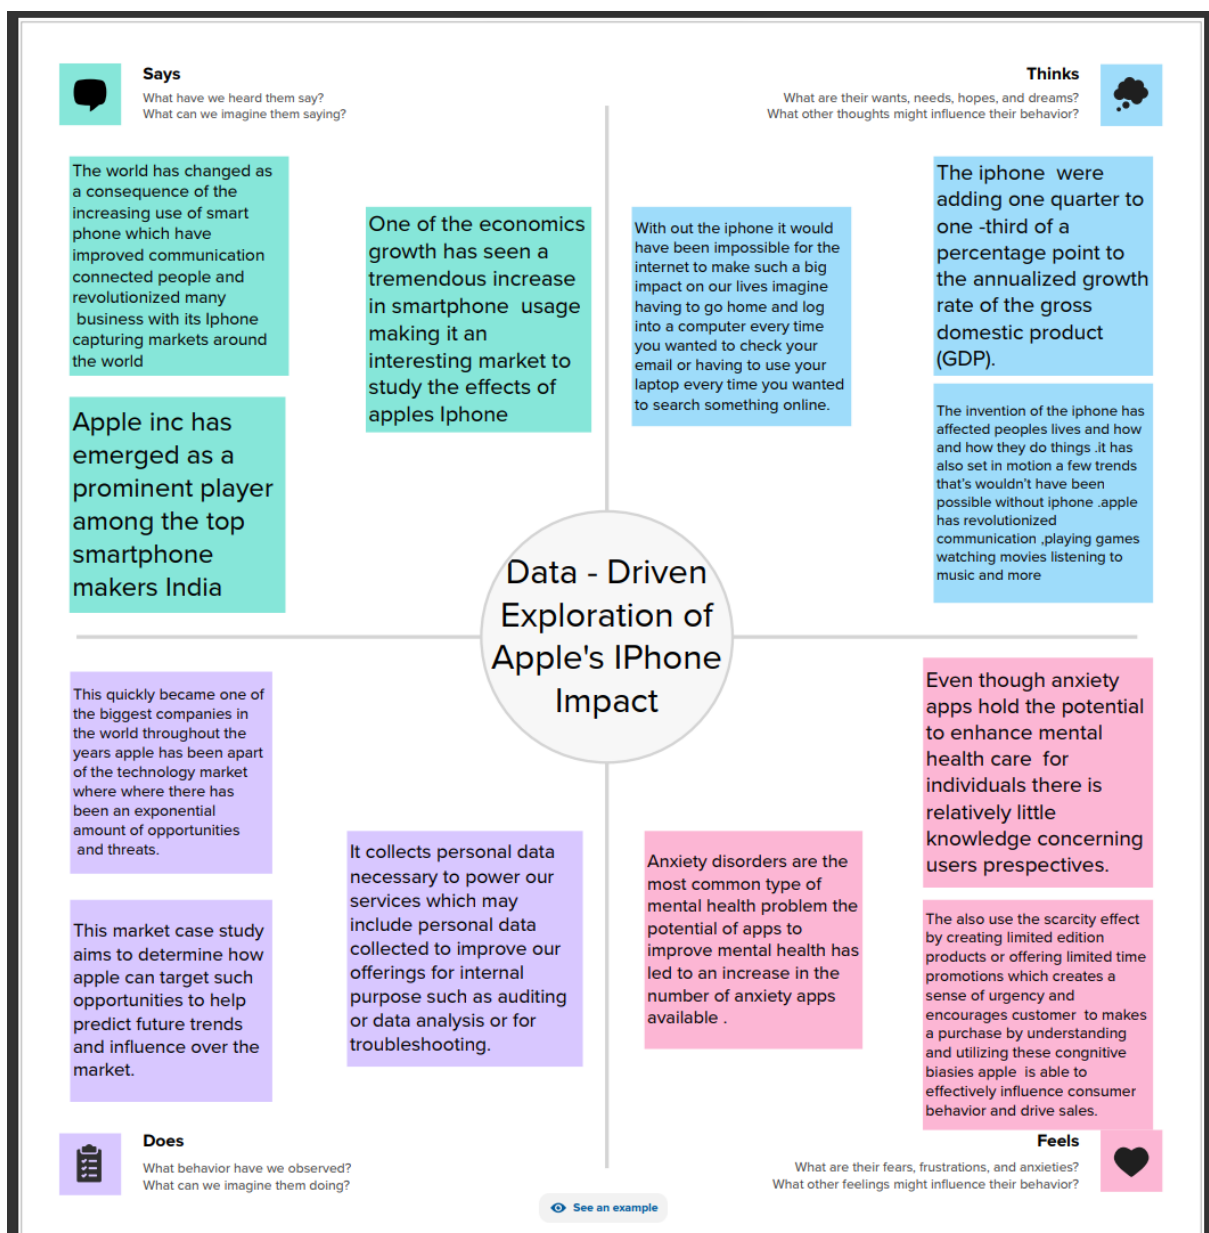 Says
What have we heard them say?
What can we imagine them saying?
Thinks
What are their wants, needs, hopes, and dreams?
What other thoughts might influence their behavior?
The world has changed as
a consequence of the
increasing use of smart
phone which have
improved communication
connected people and
revolutionized many
business with its Iphone
capturing markets around
the world
One of the economics
growth has seen a
tremendous increase
in smartphone usage
making it an
interesting market to
study the effects of
apples Iphone
Apple inc has
emerged as a
prominent player
among the top
smartphone
makers India
With out the iphone it would
have been impossible for the
internet to make such a big
impact on our lives imagine
having to go home and log
into a computer every time
you wanted to check your
email or having to use your
laptop every time you wanted
to search something online.
The iphone were
adding one quarter to
one -third of a
percentage point to
the annualized growth
rate of the gross
domestic product
(GDP).
The invention of the iphone has
affected peoples lives and how
and how they do things .it has
also set in motion a few trends
that's wouldn't have been
possible without iphone .apple
has revolutionized
communication ,playing games
watching movies listening to
music and more
Data - Driven
Exploration of
Apple's IPhone
Impact
This quickly became one of
the biggest companies in
the world throughout the
years apple has been apart
of the technology market
where where there has
been an exponential
amount of opportunities
and threats.
This market case study
aims to determine how
apple can target such
opportunities to help
predict future trends
and influence over the
market.
It collects personal data
necessary to power our
services which may
include personal data
collected to improve our
offerings for internal
purpose such as auditing
or data analysis or for
troubleshooting.
Anxiety disorders are the
most common type of
mental health problem the
potential of apps to
improve mental health has
led to an increase in the
number of anxiety apps
available .
Even though anxiety
apps hold the potential
to enhance mental
health care for
individuals there is
relatively little
knowledge concerning
users prespectives.
The also use the scarcity effect
by creating limited edition
products or offering limited time
promotions which creates a
sense of urgency and
encourages customer to makes
a purchase by understanding
and utilizing these congnitive
biasies apple is able to
effectively influence consumer
behavior and drive sales.
Does
What behavior have we observed?
What can we imagine them doing?
Feels
What are their fears, frustrations, and anxieties?
What other feelings might influence their behavior?
See an example